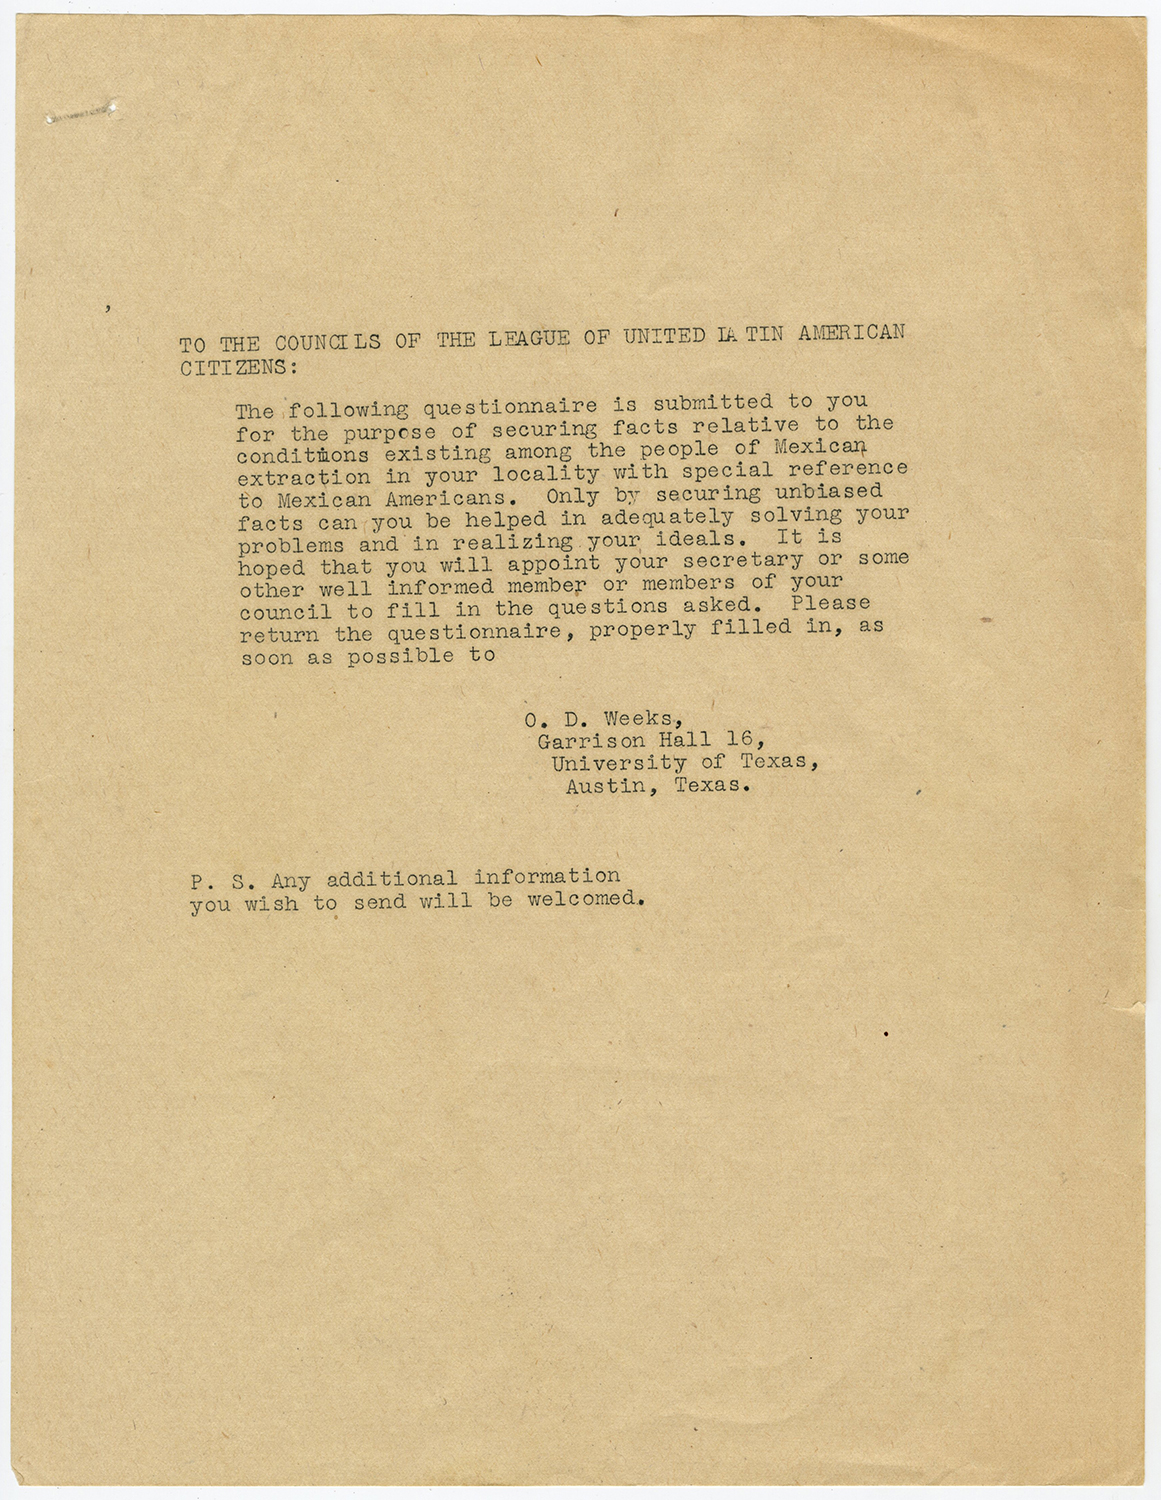 TO THE COUNCILS OF THE LEAGUE OF UNITED LATIN AMERICAN
CITIZENS:
The following questionnaire is submitted to you
for the purpose of securing facts relative to the
conditions existing among the people of Mexican
extraction in your locality with special reference
to Mexican Americans. Only by securing unbiased
facts can you be helped in adequately solving your
problems and in realizing your ideals. It is
hoped that you will appoint your secretary or some
other well informed member or members of your
council to fill in the questions asked. Please
return the questionnaire, properly filled in, as
soon as possible to
O. D. Weeks,
Garrison Hall 16,
University of Texas,
Austin, Texas.
P. S. Any additional information
you wish to send will be welcomed.